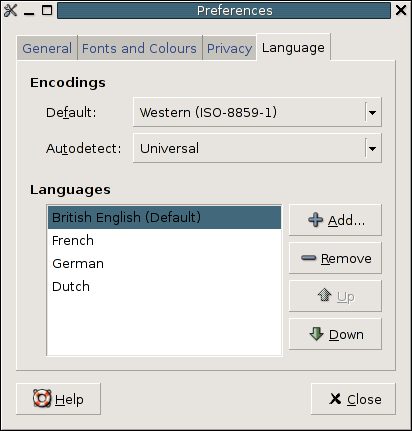 Preferences
General Fonts and Colours Privacy Language
Encodings
Default: Western (ISO-8859-1)
Autodetect: Universal
Languages
British English (Default) Add...
French
German Remove
Dutch Up
Down
Help Close